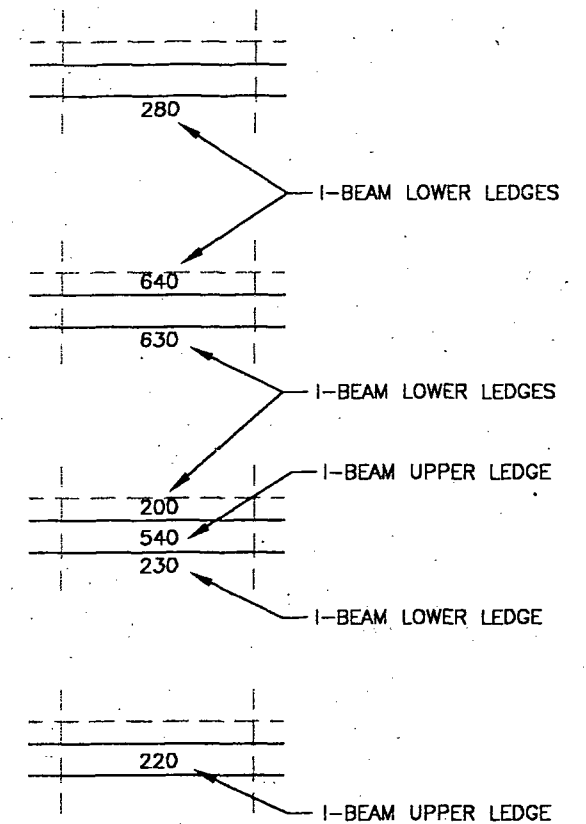 280
I-BEAM LOWER LEDGES
640
630
I-BEAM LOWER LEDGES
I-BEAM UPPER LEDGE
200
540
230
I-BEAM LOWER LEDGE
220
I-BEAM UPPER LEDGE